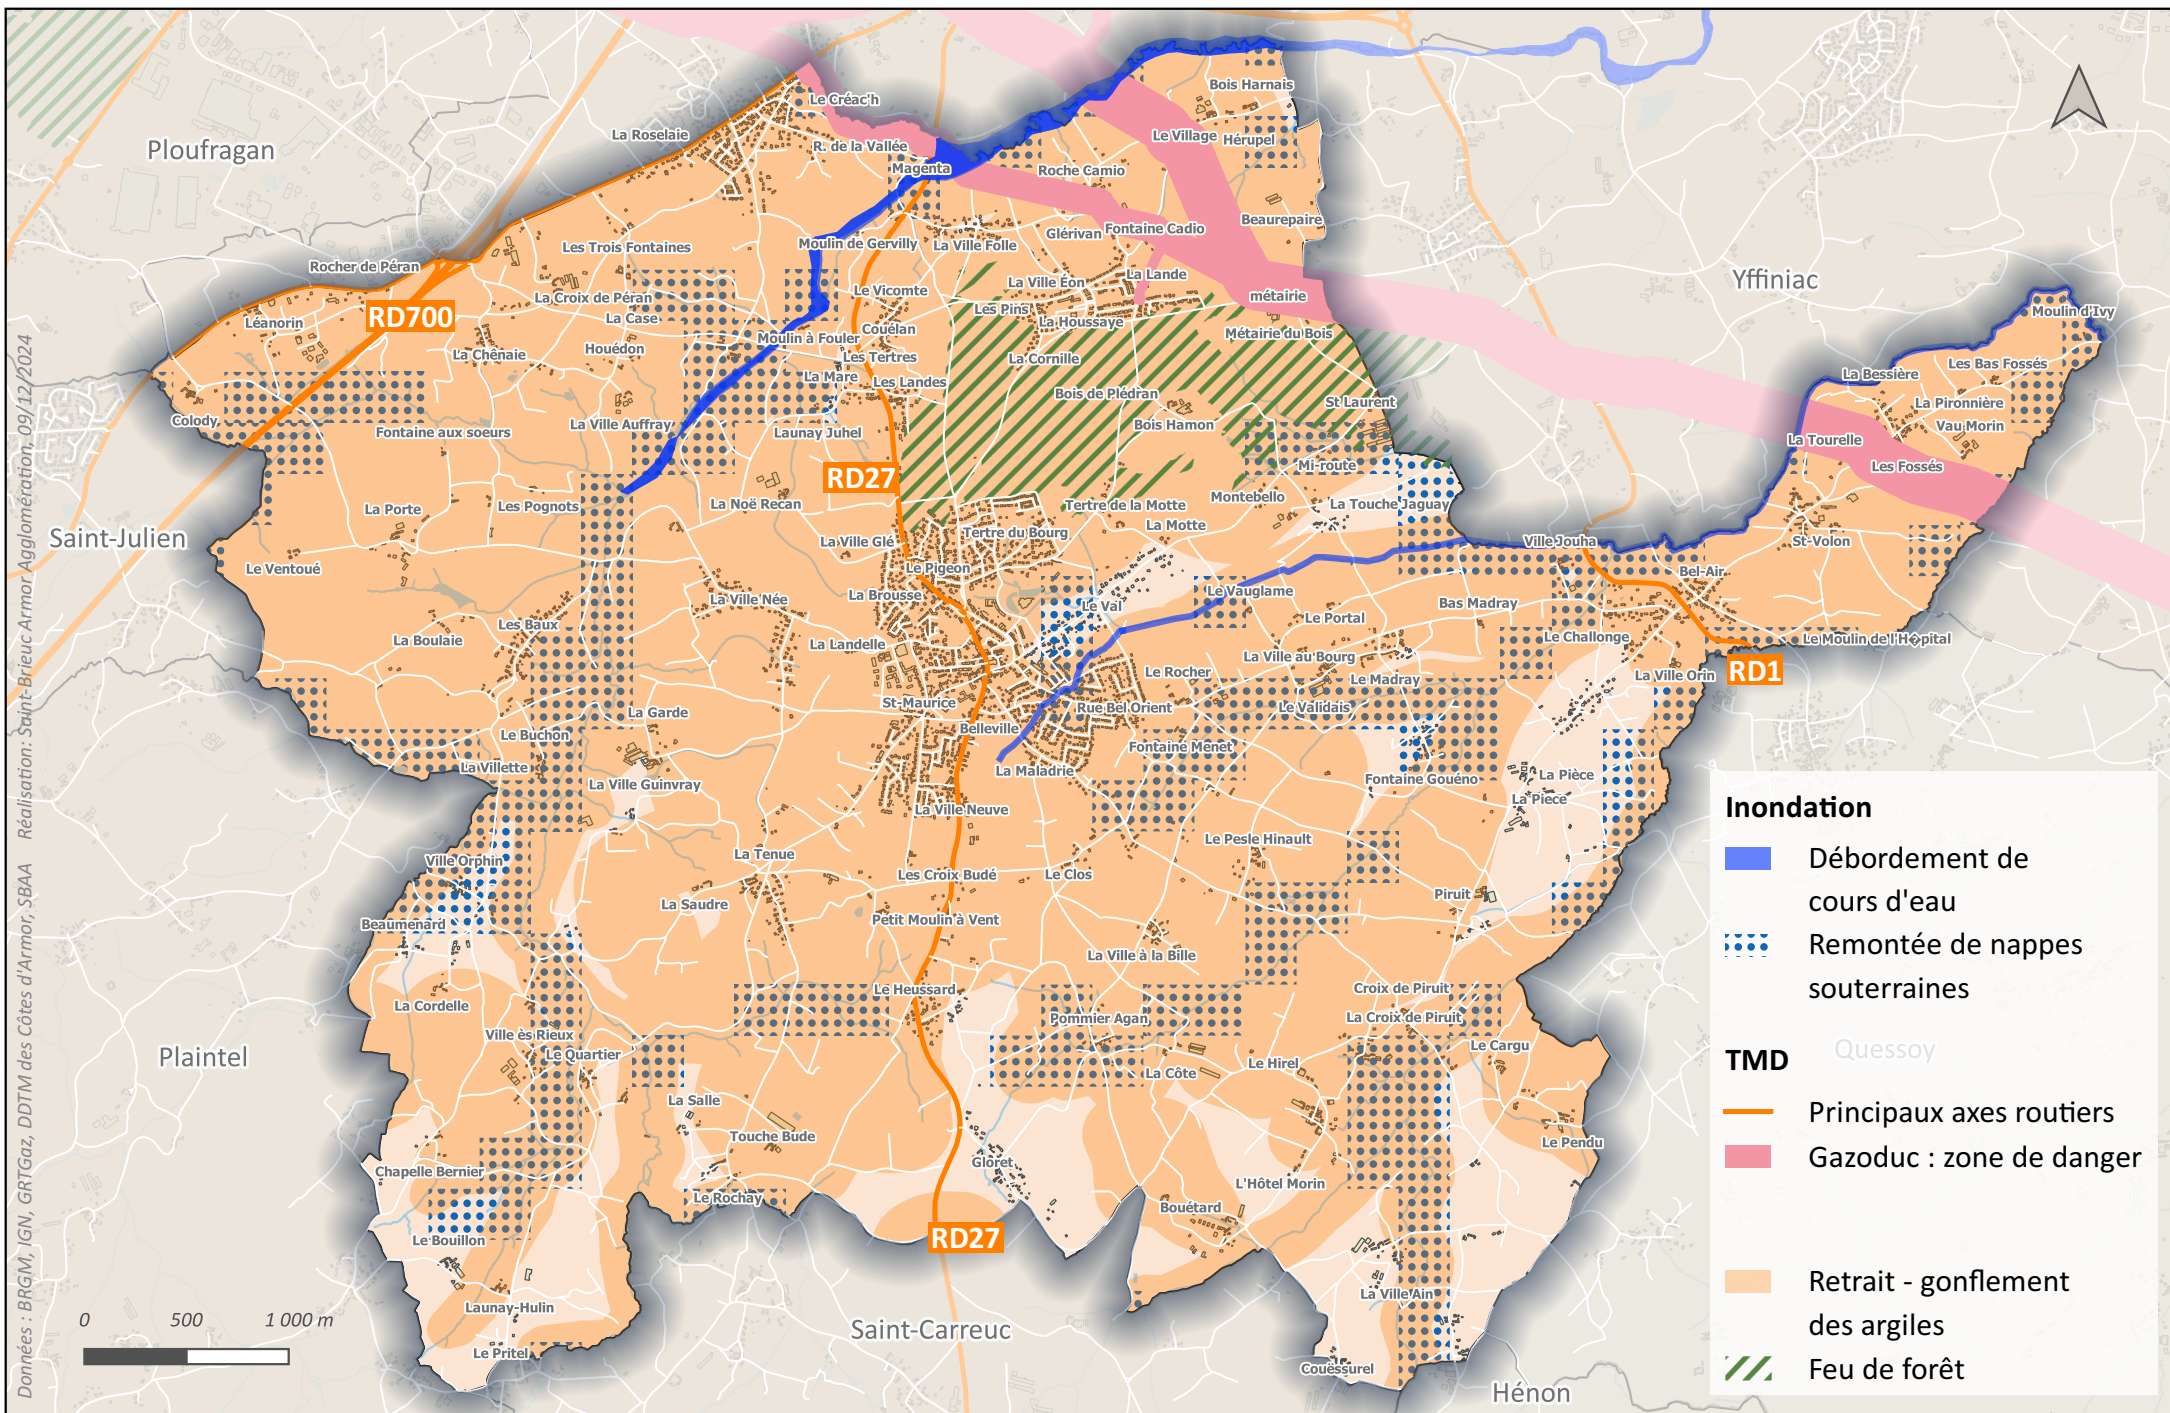 Bois Harnais
Le Créac'h
La Roselaie
Le Village
Hérupel
R. de la Vallée
Ploufragan
Magenta
Roche Camio
Beaurepaire
Fontaine Cadio
Glérivan
Les Trois Fontaines
Moulin de Gervilly
La Ville Folle
Rocher de Péran
La Lande
Yffiniac
La Ville Éon
Le Vicomte
La Croix de Péran
métairie
Les Pins
Moulin d'Ivy
RD700
La Case
Léanorin
La Houssaye
Couëlan
Métairie du Bois
Moulin à Fouler
Houédon
La Chênaie
Les Tertres
La Cornille
Les Bas Fossés
La Bessière
La Mare
Les Landes
Bois de Plédran
St Laurent
La Pironnière
Colody
La Ville Auffray
Bois Hamon
Vau Morin
Fontaine aux soeurs
Launay Juhel
La Tourelle
Mi-route
Les Fossés
RD27
Montebello
La Porte
Les Pognots
La Noë Recan
Tertre de la Motte
La Touche Jaguay
La Motte
Saint-Julien
Tertre du Bourg
La Ville Glé
Ville Jouha
St-Volon
Le Ventoué
Le Pigeon
Bel-Air
La Brousse
La Ville Née
Le Vauglame
Le Val
Bas Madray
Les Baux
Le Portal
La Boulaie
Le Challonge
Le Moulin de l'H�pital
La Landelle
La Ville au Bourg
Le Rocher
RD1
La Ville Orin
Le Madray
St-Maurice
Rue Bel Orient
Le Validais
La Garde
Belleville
Le Buchon
Fontaine Menet
La Villette
La Maladrie
La Pièce
Fontaine Gouéno
La Ville Guinvray
La Piece
La Ville Neuve
Le Pesle Hinault
La Tenue
Ville Orphin
Les Croix Budé
Le Clos
Piruit
La Saudre
Petit Moulin à Vent
Beaumenard
La Ville à la Bille
Le Heussard
Croix de Piruit
La Cordelle
Pommier Agan
La Croix de Piruit
Ville ès Rieux
Le Quartier
Le Cargu
Plaintel
Le Hirel
La Côte
La Salle
Touche Bude
Le Pendu
Gloret
Chapelle Bernier
L'Hôtel Morin
Le Rochay
Bouëtard
RD27
Le Bouillon
La Ville Ain
Launay-Hulin
Saint-Carreuc
Le Pritel
Couëssurel
Hénon
0 500 1 000 m
Données : BRGM, IGN, GRTGaz, DDTM des Côtes d'Armor, SBAA Réalisation: Saint-Brieuc Armor Agglomération, 09/12/2024
Inondation
Débordement de
cours d'eau
Remontée de nappes
souterraines
TMD
Quessoy
Principaux axes routiers
Gazoduc : zone de danger
Retrait - gonflement
des argiles
Feu de forêt